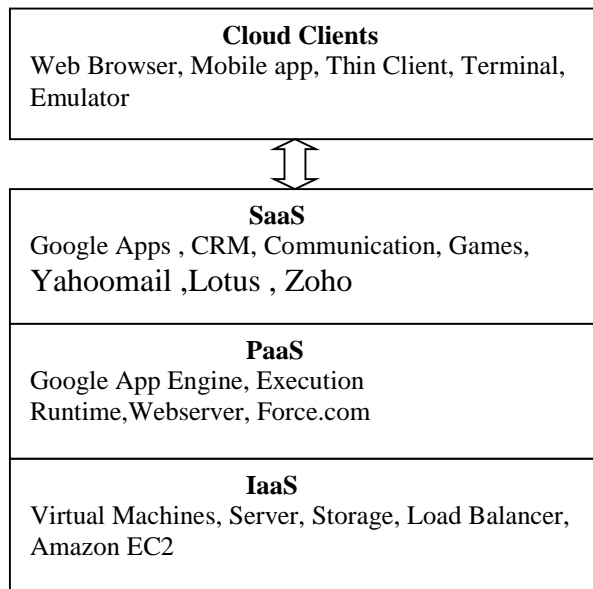 Cloud Clients
Web Browser, Mobile app, Thin Client, Terminal,
Emulator
SaaS
Google Apps , CRM, Communication, Games,
Yahoomail ,Lotus , Zoho
PaaS
Google App Engine, Execution
Runtime,Webserver, Force.com
IaaS
Virtual Machines, Server, Storage, Load Balancer,
Amazon EC2